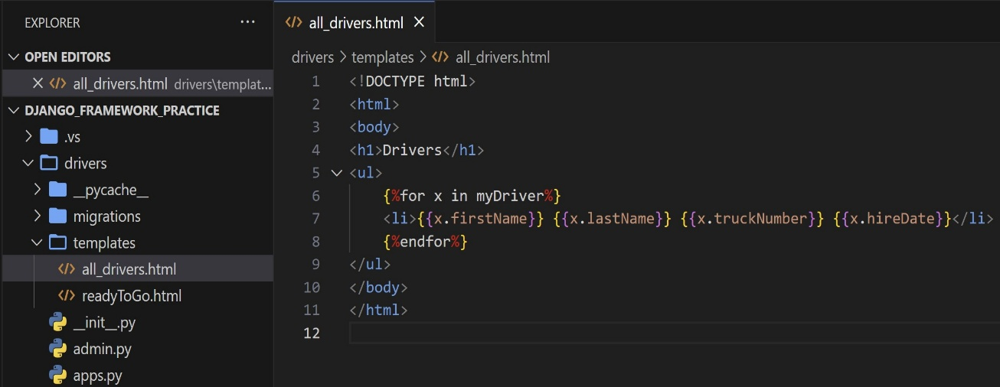 EXPLORER ···
OPEN EDITORS
all_drivers.html drivers\templat...
DJANGO_FRAMEWORK_PRACTICE
.vs
drivers
__pycache__
migrations
templates
all_drivers.html
readyToGo.html
__init__.py
admin.py
apps.py
all_drivers.html
drivers > templates > all_drivers.html
1 <!DOCTYPE html>
2 <html>
3 <body>
4 <h1>Drivers</h1>
5 <ul>
6 {%for x in myDriver%}
7 <li>{{x.firstName}} {{x.lastName}} {{x.truckNumber}} {{x.hireDate}}</li>
8 {%endfor%}
9 </ul>
10 </body>
11 </html>
12